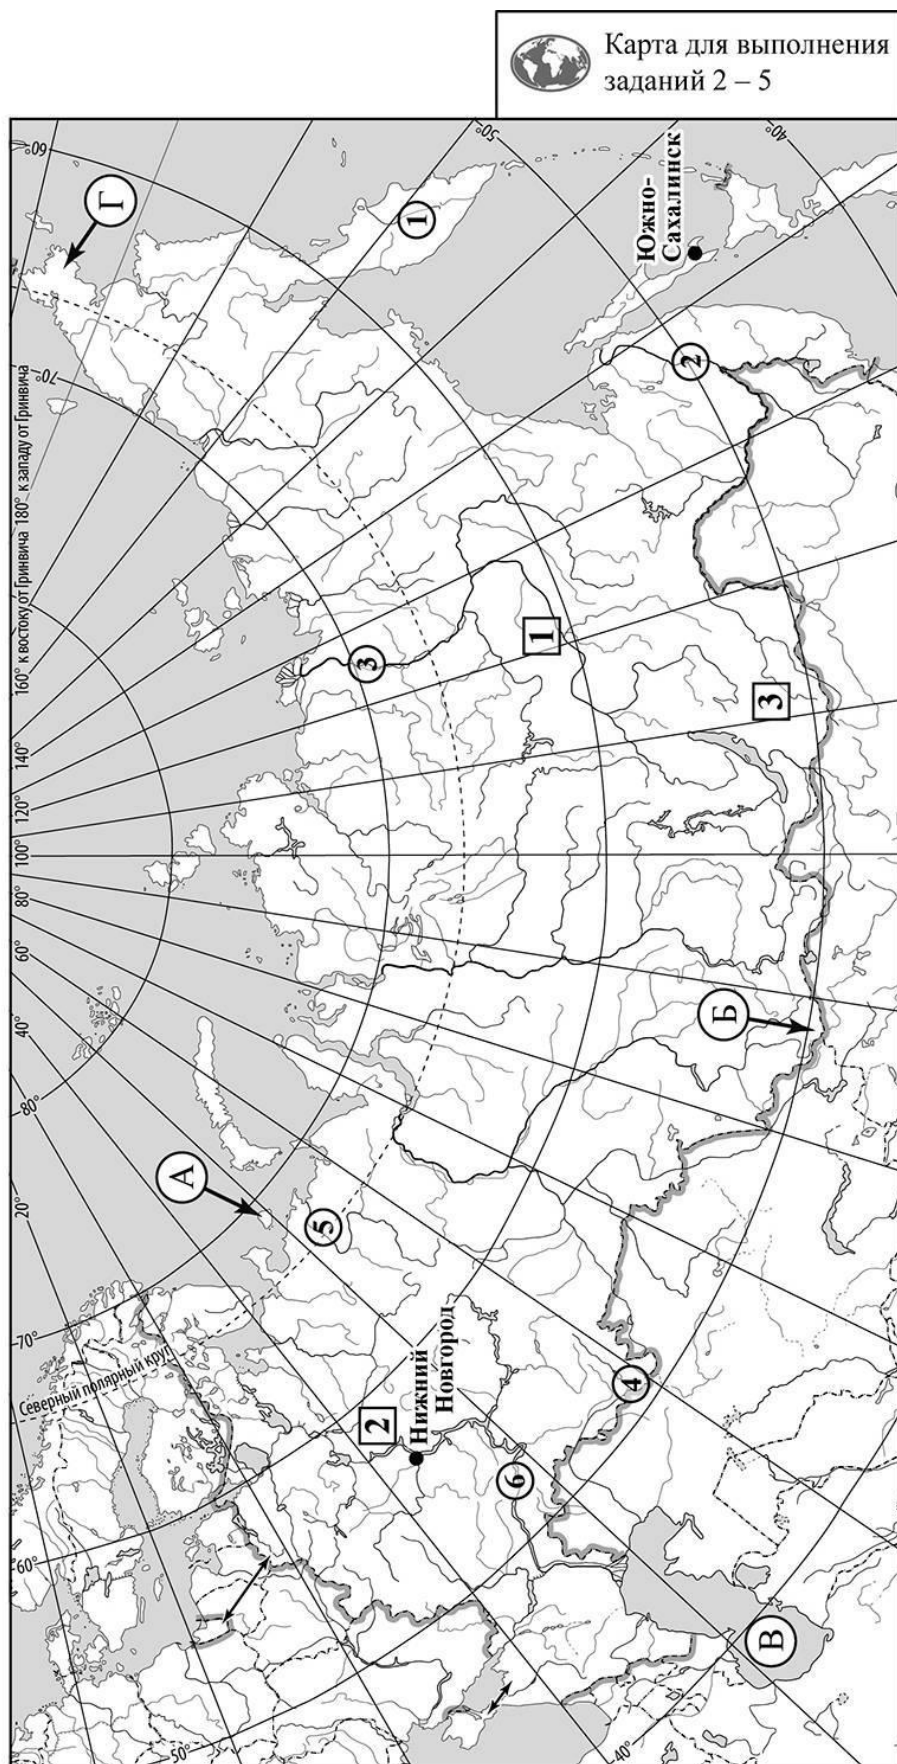 Карта для выполнения
заданий 2 – 5
60°
Г
50°
40°
1
Южно-
Сахалинск
70°
160° к востоку от Гринвича 180° к западу от Гринвича
2
140°
3
1
3
120°
100°
80°
60°
40°
Б
80°
А
20°
5
70°
Северный полярный круг
2
Нижний
Новгород
4
6
60°
В
50°
40°